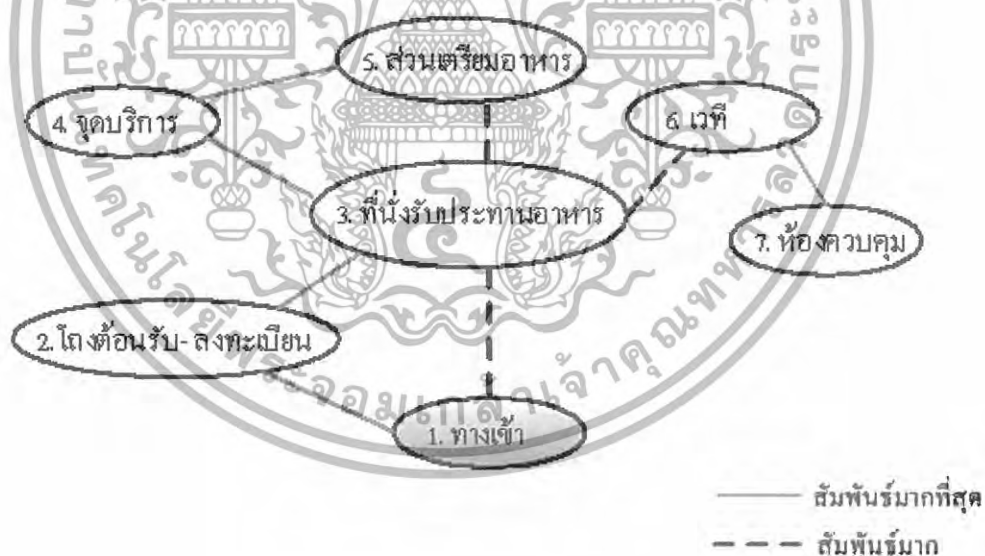 5. ส่วนเตรียมอาหาร
4. จุดบริการ
6. เวที
3. ที่นั่งรับประทานอาหาร
7. ห้องควบคุม
2. โถงต้อนรับ- ลงทะเบียน
1. ทางเข้า
สัมพันธ์มากที่สุด
สัมพันธ์มาก